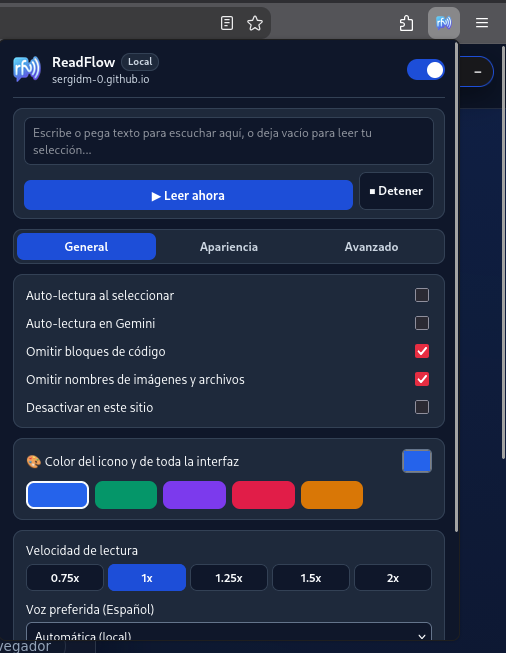 ReadFlow Local
sergidm-0.github.io
Escribe o pega texto para escuchar aquí, o deja vacío para leer tu
selección...
▶ Leer ahora
■ Detener
General
Apariencia
Avanzado
Auto-lectura al seleccionar
Auto-lectura en Gemini
Omitir bloques de código
Omitir nombres de imágenes y archivos
Desactivar en este sitio
🎨 Color del icono y de toda la interfaz
Velocidad de lectura
0.75x
1x
1.25x
1.5x
2x
Voz preferida (Español)
Automática (local)
vegador